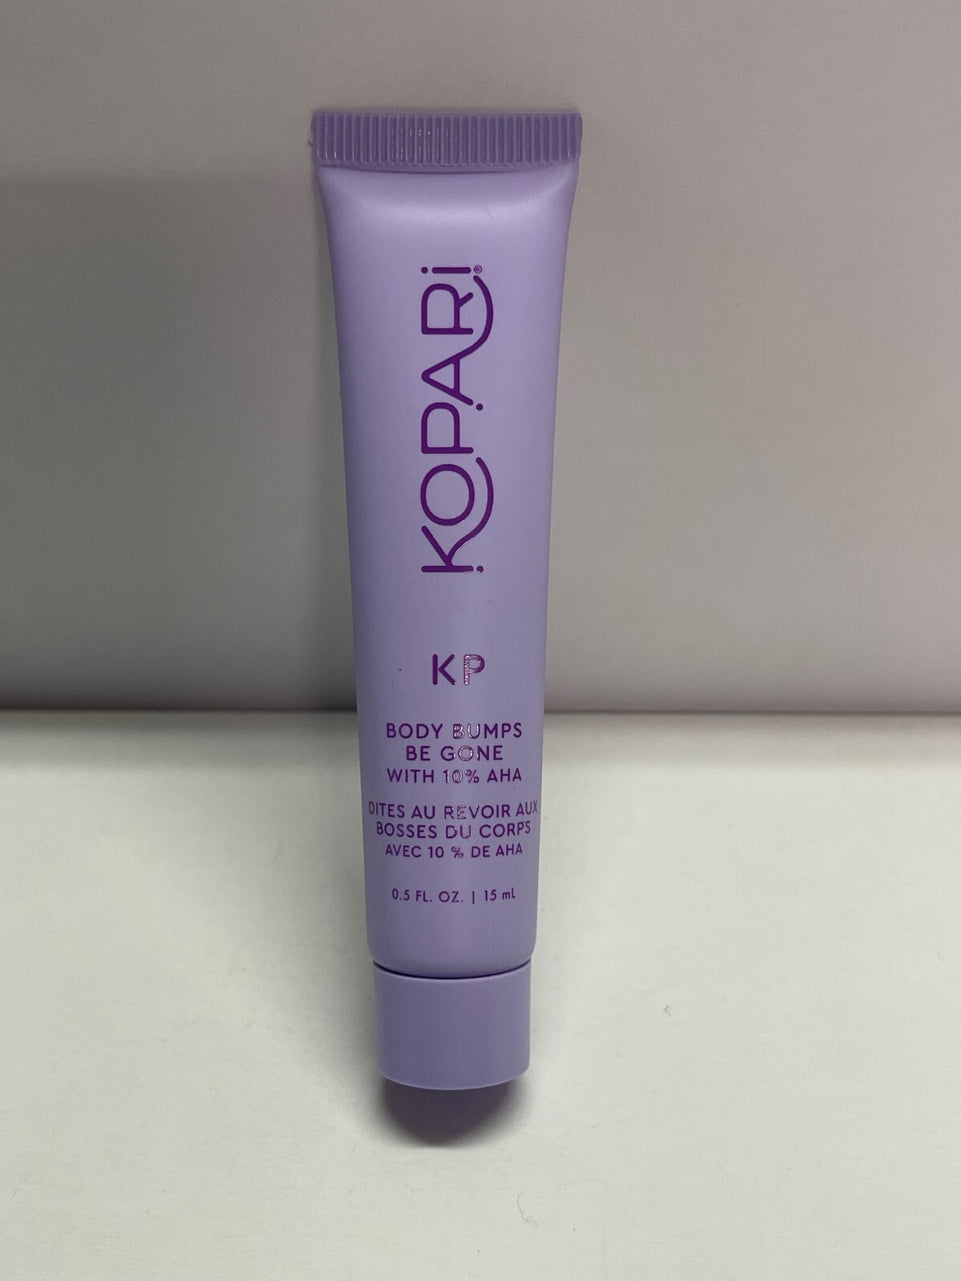 KOPARI®
KP
BODY BUMPS
BE GONE
WITH 10% AHA
DITES AU REVOIR AUX
BOSSES DU CORPS
AVEC 10 % DE AHA
0.5 FL. OZ. | 15 mL